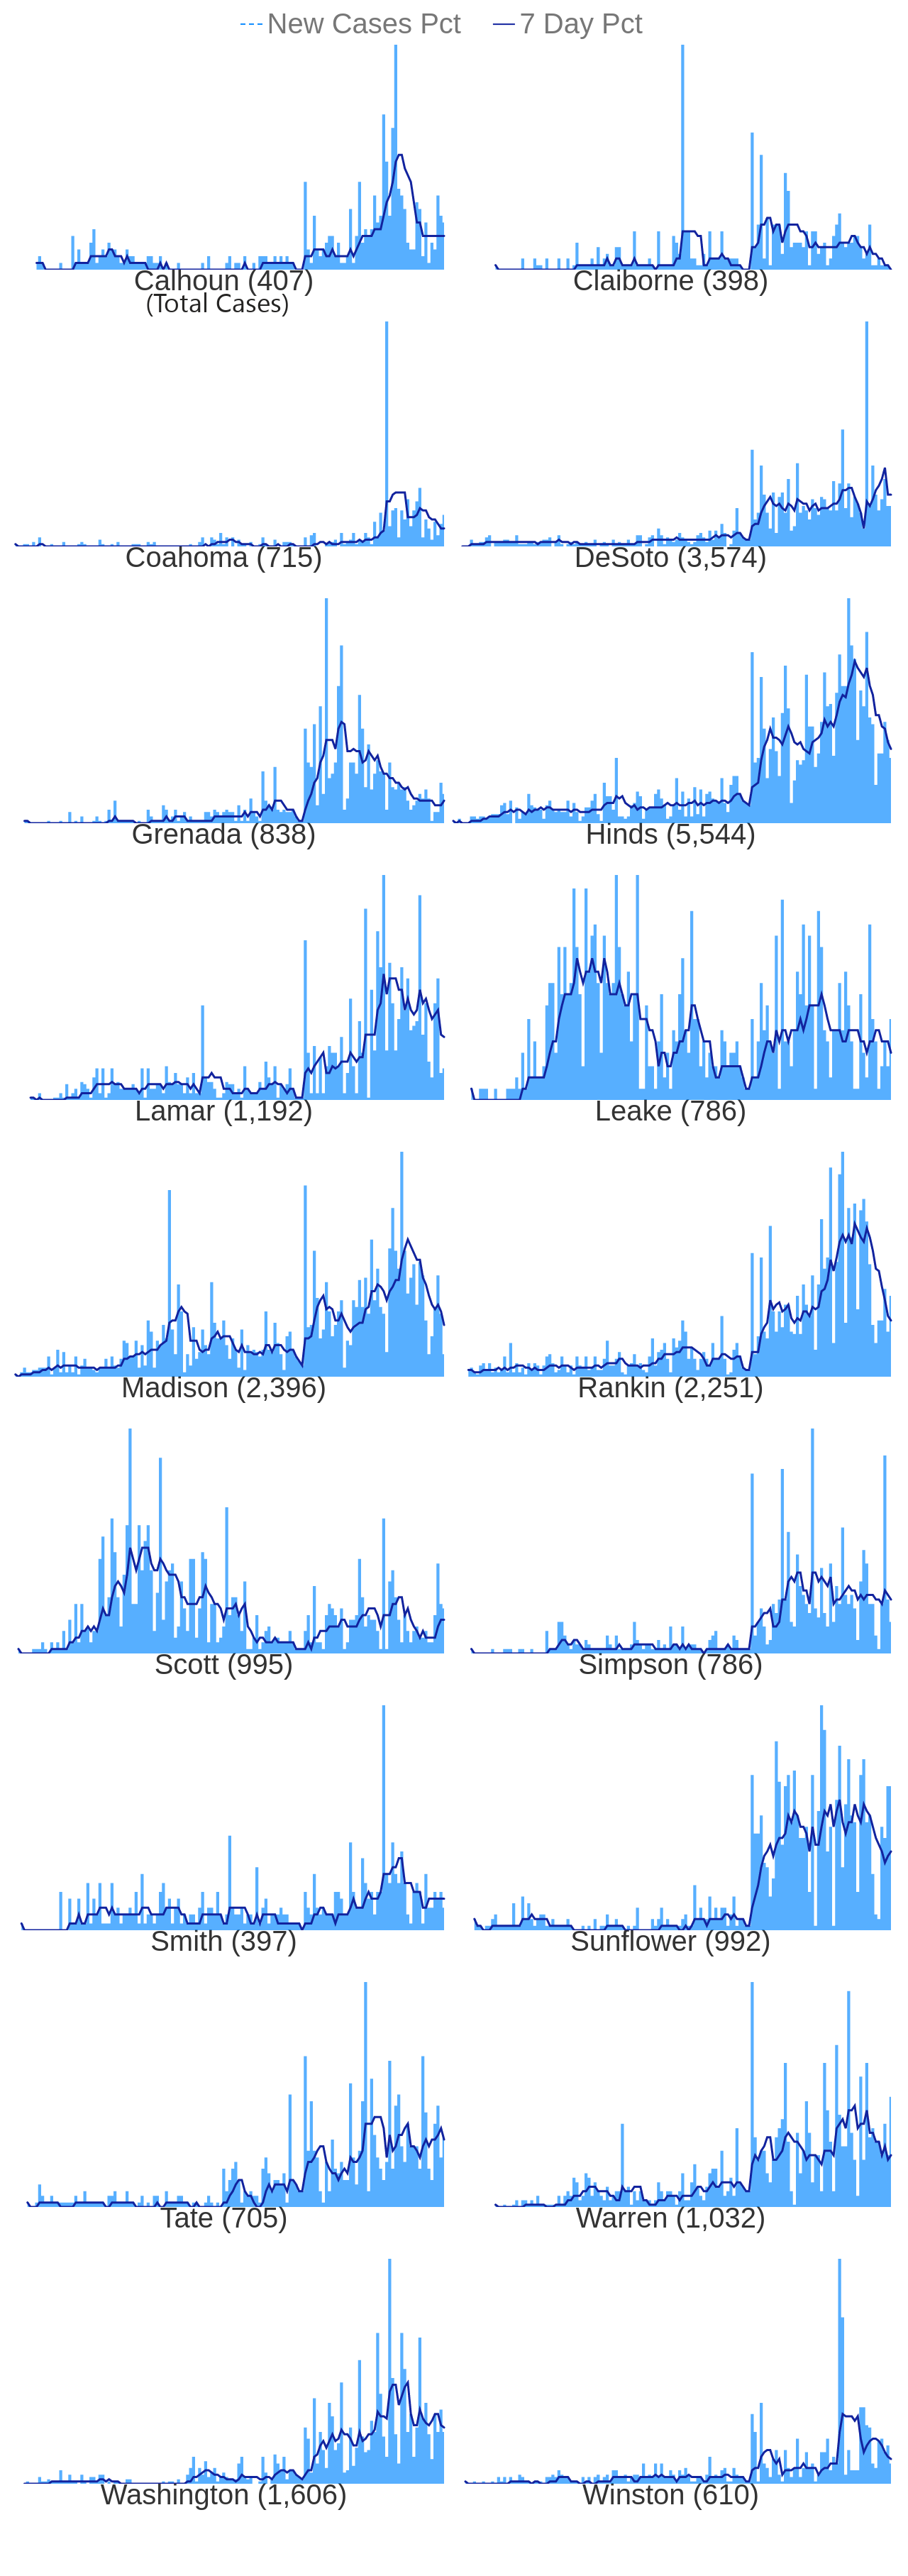 New Cases Pct 7 Day Pct
Calhoun (407) Claiborne (398)
(Total Cases)
Coahoma (715) DeSoto (3,574)
Grenada (838) Hinds (5,544)
Lamar (1,192) Leake (786)
Madison (2,396) Rankin (2,251)
Scott (995) Simpson (786)
Smith (397) Sunflower (992)
Tate (705) Warren (1,032)
Washington (1,606) Winston (610)